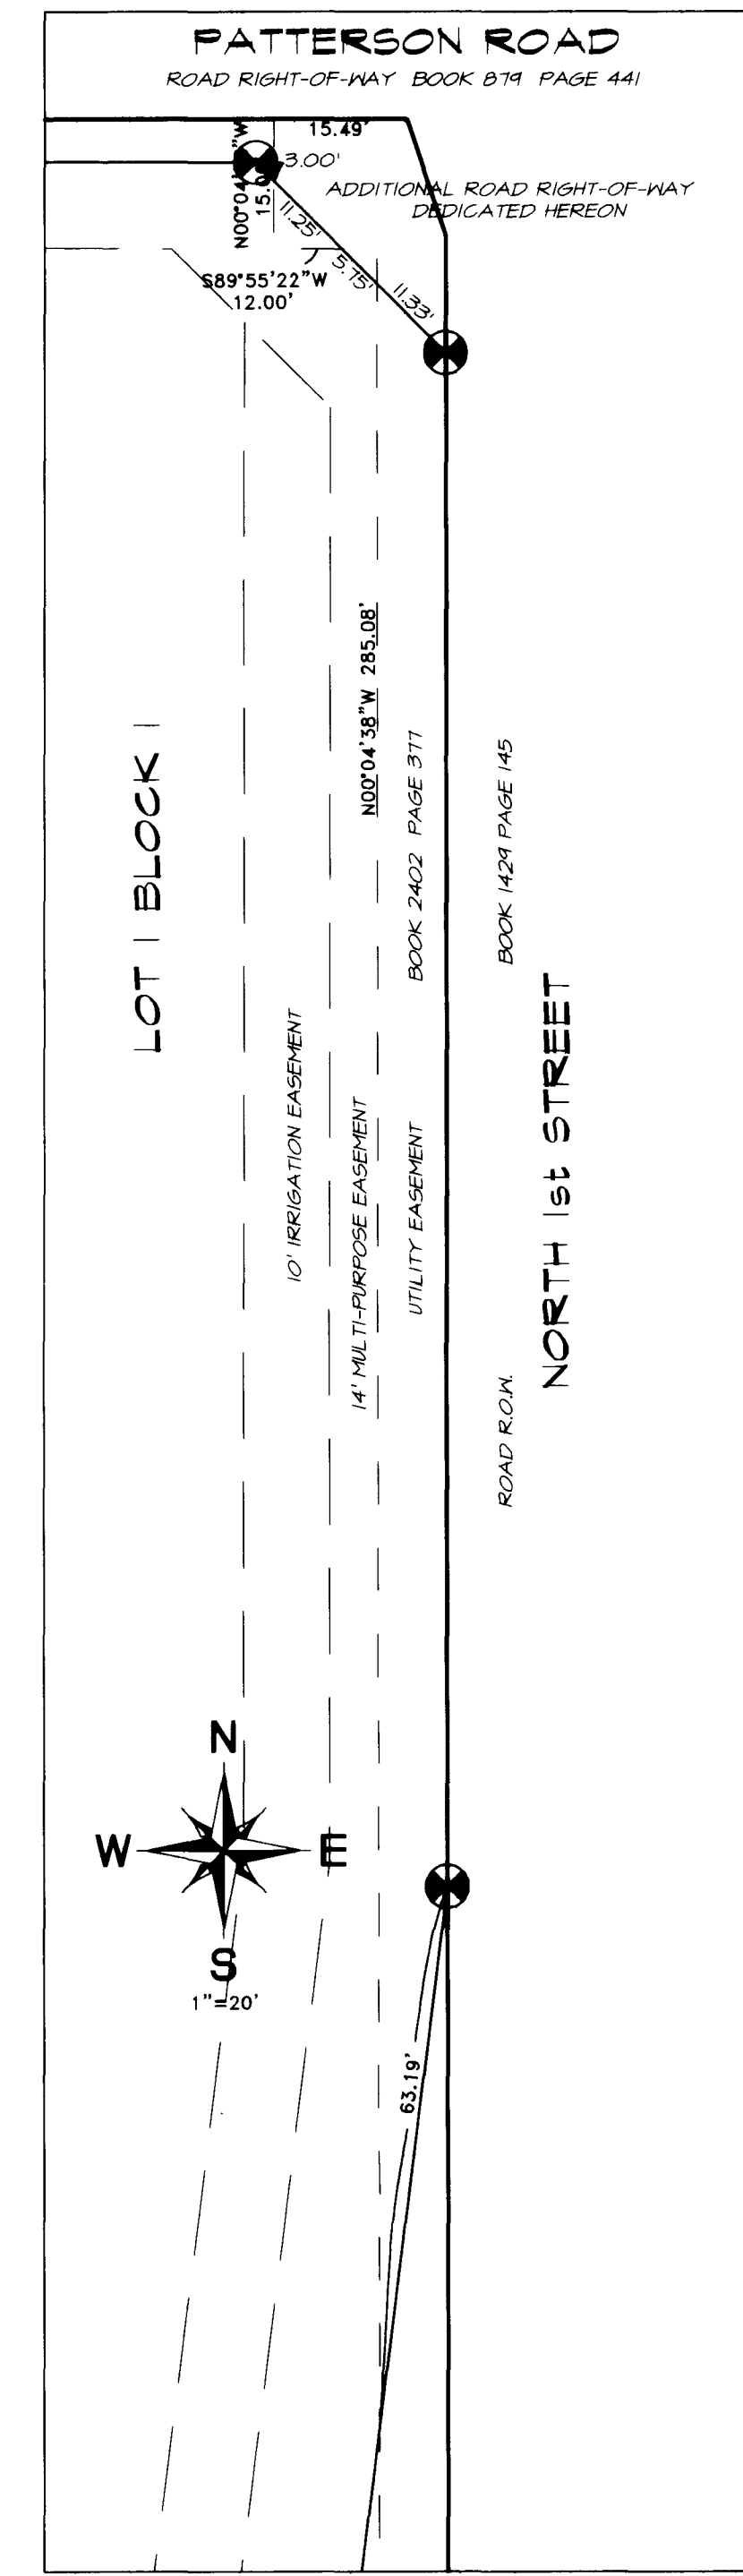 PATTERSON ROAD
ROAD RIGHT-OF-WAY BOOK 879 PAGE 441
15.49'
3.00'
ADDITIONAL ROAD RIGHT-OF-WAY
DEDICATED HEREON
11.25'
5.75'
11.33'
S89°55'22"W
12.00'
N00°04'38"W 285.08'
BOOK 2402 PAGE 377
BOOK 1429 PAGE 145
LOT 1 BLOCK 1
10' IRRIGATION EASEMENT
14' MULTI-PURPOSE EASEMENT
UTILITY EASEMENT
NORTH 1st STREET
ROAD R.O.W.
N
W
E
S
1"=20'
63.19'